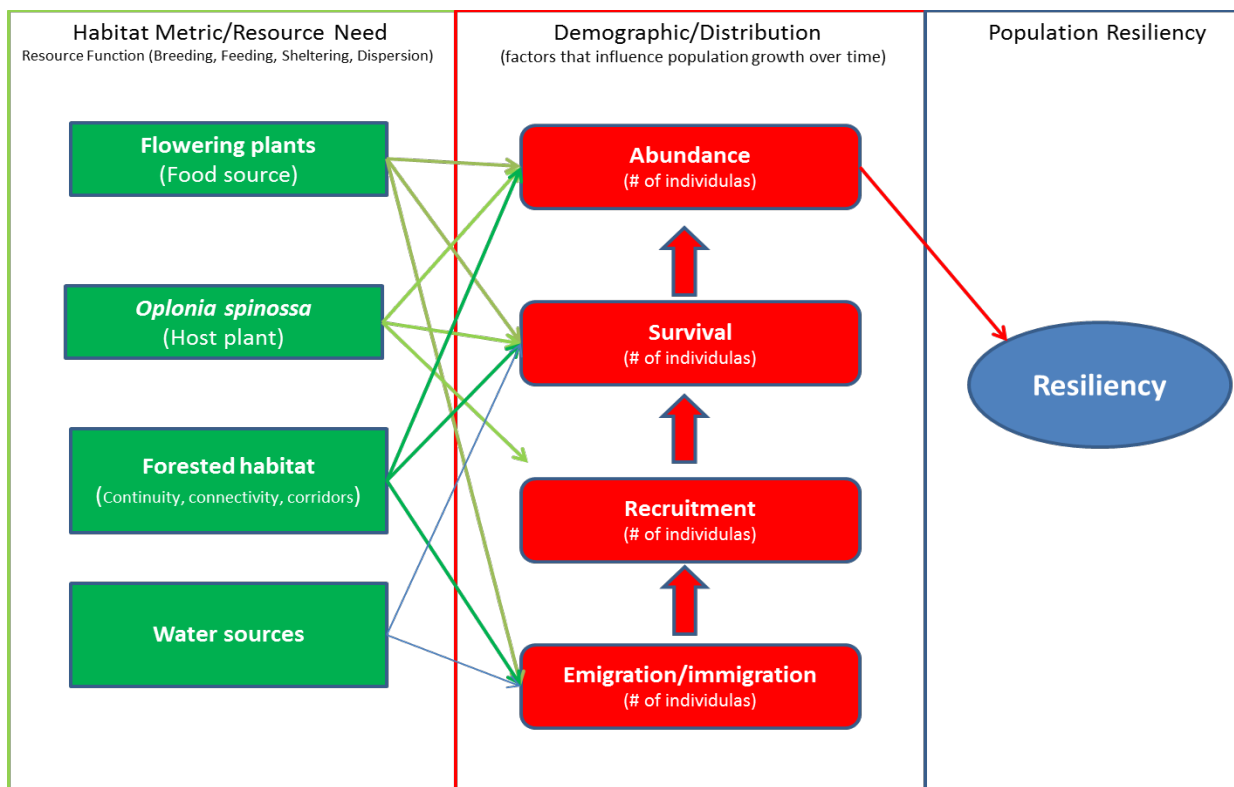 Habitat Metric/Resource Need
Resource Function (Breeding, Feeding, Sheltering, Dispersion)
Flowering plants
(Food source)
Oplonia spinossa
(Host plant)
Forested habitat
(Continuity, connectivity, corridors)
Water sources
Demographic/Distribution
(factors that influence population growth over time)
Abundance
(# of individulas)
Survival
(# of individulas)
Recruitment
(# of individulas)
Emigration/immigration
(# of individulas)
Population Resiliency
Resiliency